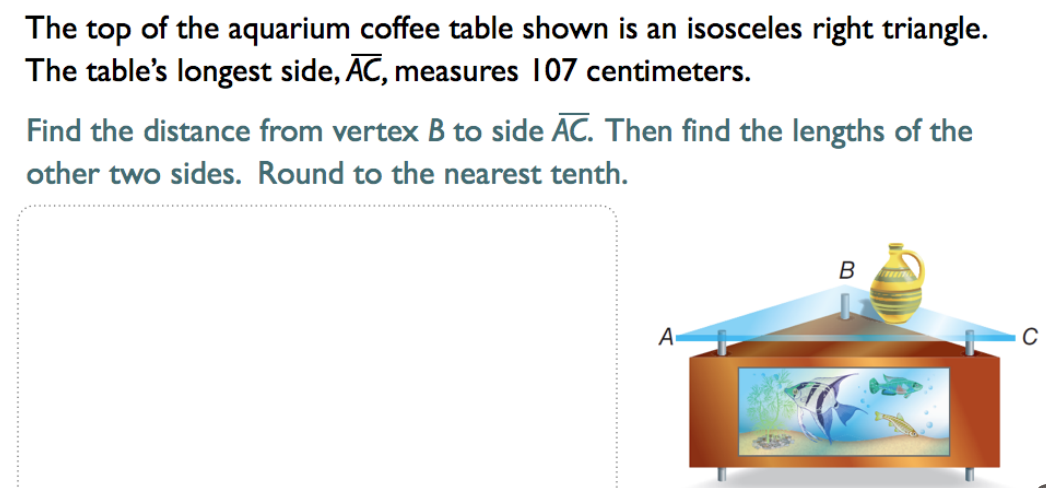 The top of the aquarium coffee table shown is an isosceles right triangle.
The table's longest side, AC, measures 107 centimeters.
Find the distance from vertex B to side AC. Then find the lengths of the
other two sides. Round to the nearest tenth.
B
A
C